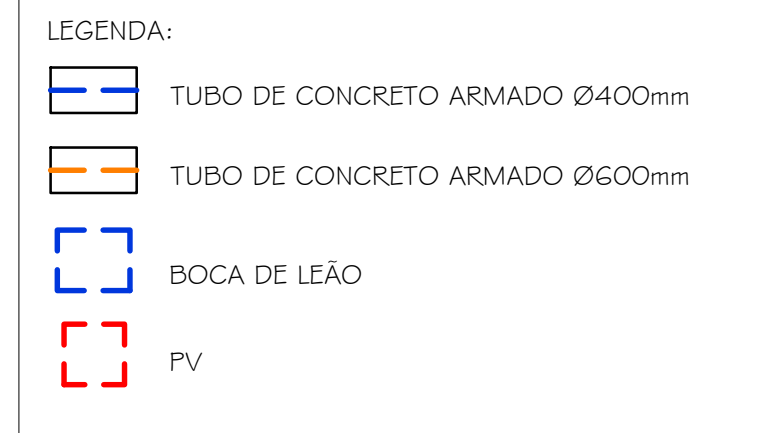 LEGENDA:
TUBO DE CONCRETO ARMADO Ø400mm
TUBO DE CONCRETO ARMADO Ø600mm
BOCA DE LEÃO
PV